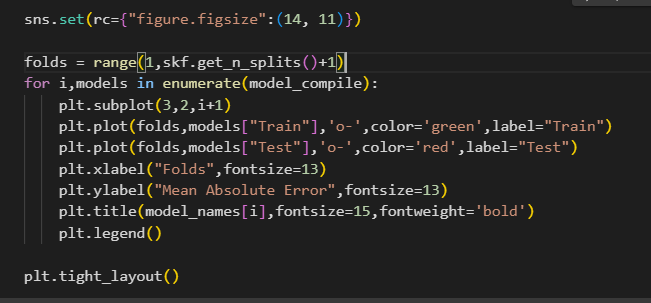 sns.set(rc={"figure.figsize":(14, 11)})

folds = range(1,skf.get_n_splits()+1)
for i,models in enumerate(model_compile):
    plt.subplot(3,2,i+1)
    plt.plot(folds,models["Train"],'o-',color='green',label="Train")
    plt.plot(folds,models["Test"],'o-',color='red',label="Test")
    plt.xlabel("Folds",fontsize=13)
    plt.ylabel("Mean Absolute Error",fontsize=13)
    plt.title(model_names[i],fontsize=15,fontweight='bold')
    plt.legend()

plt.tight_layout()